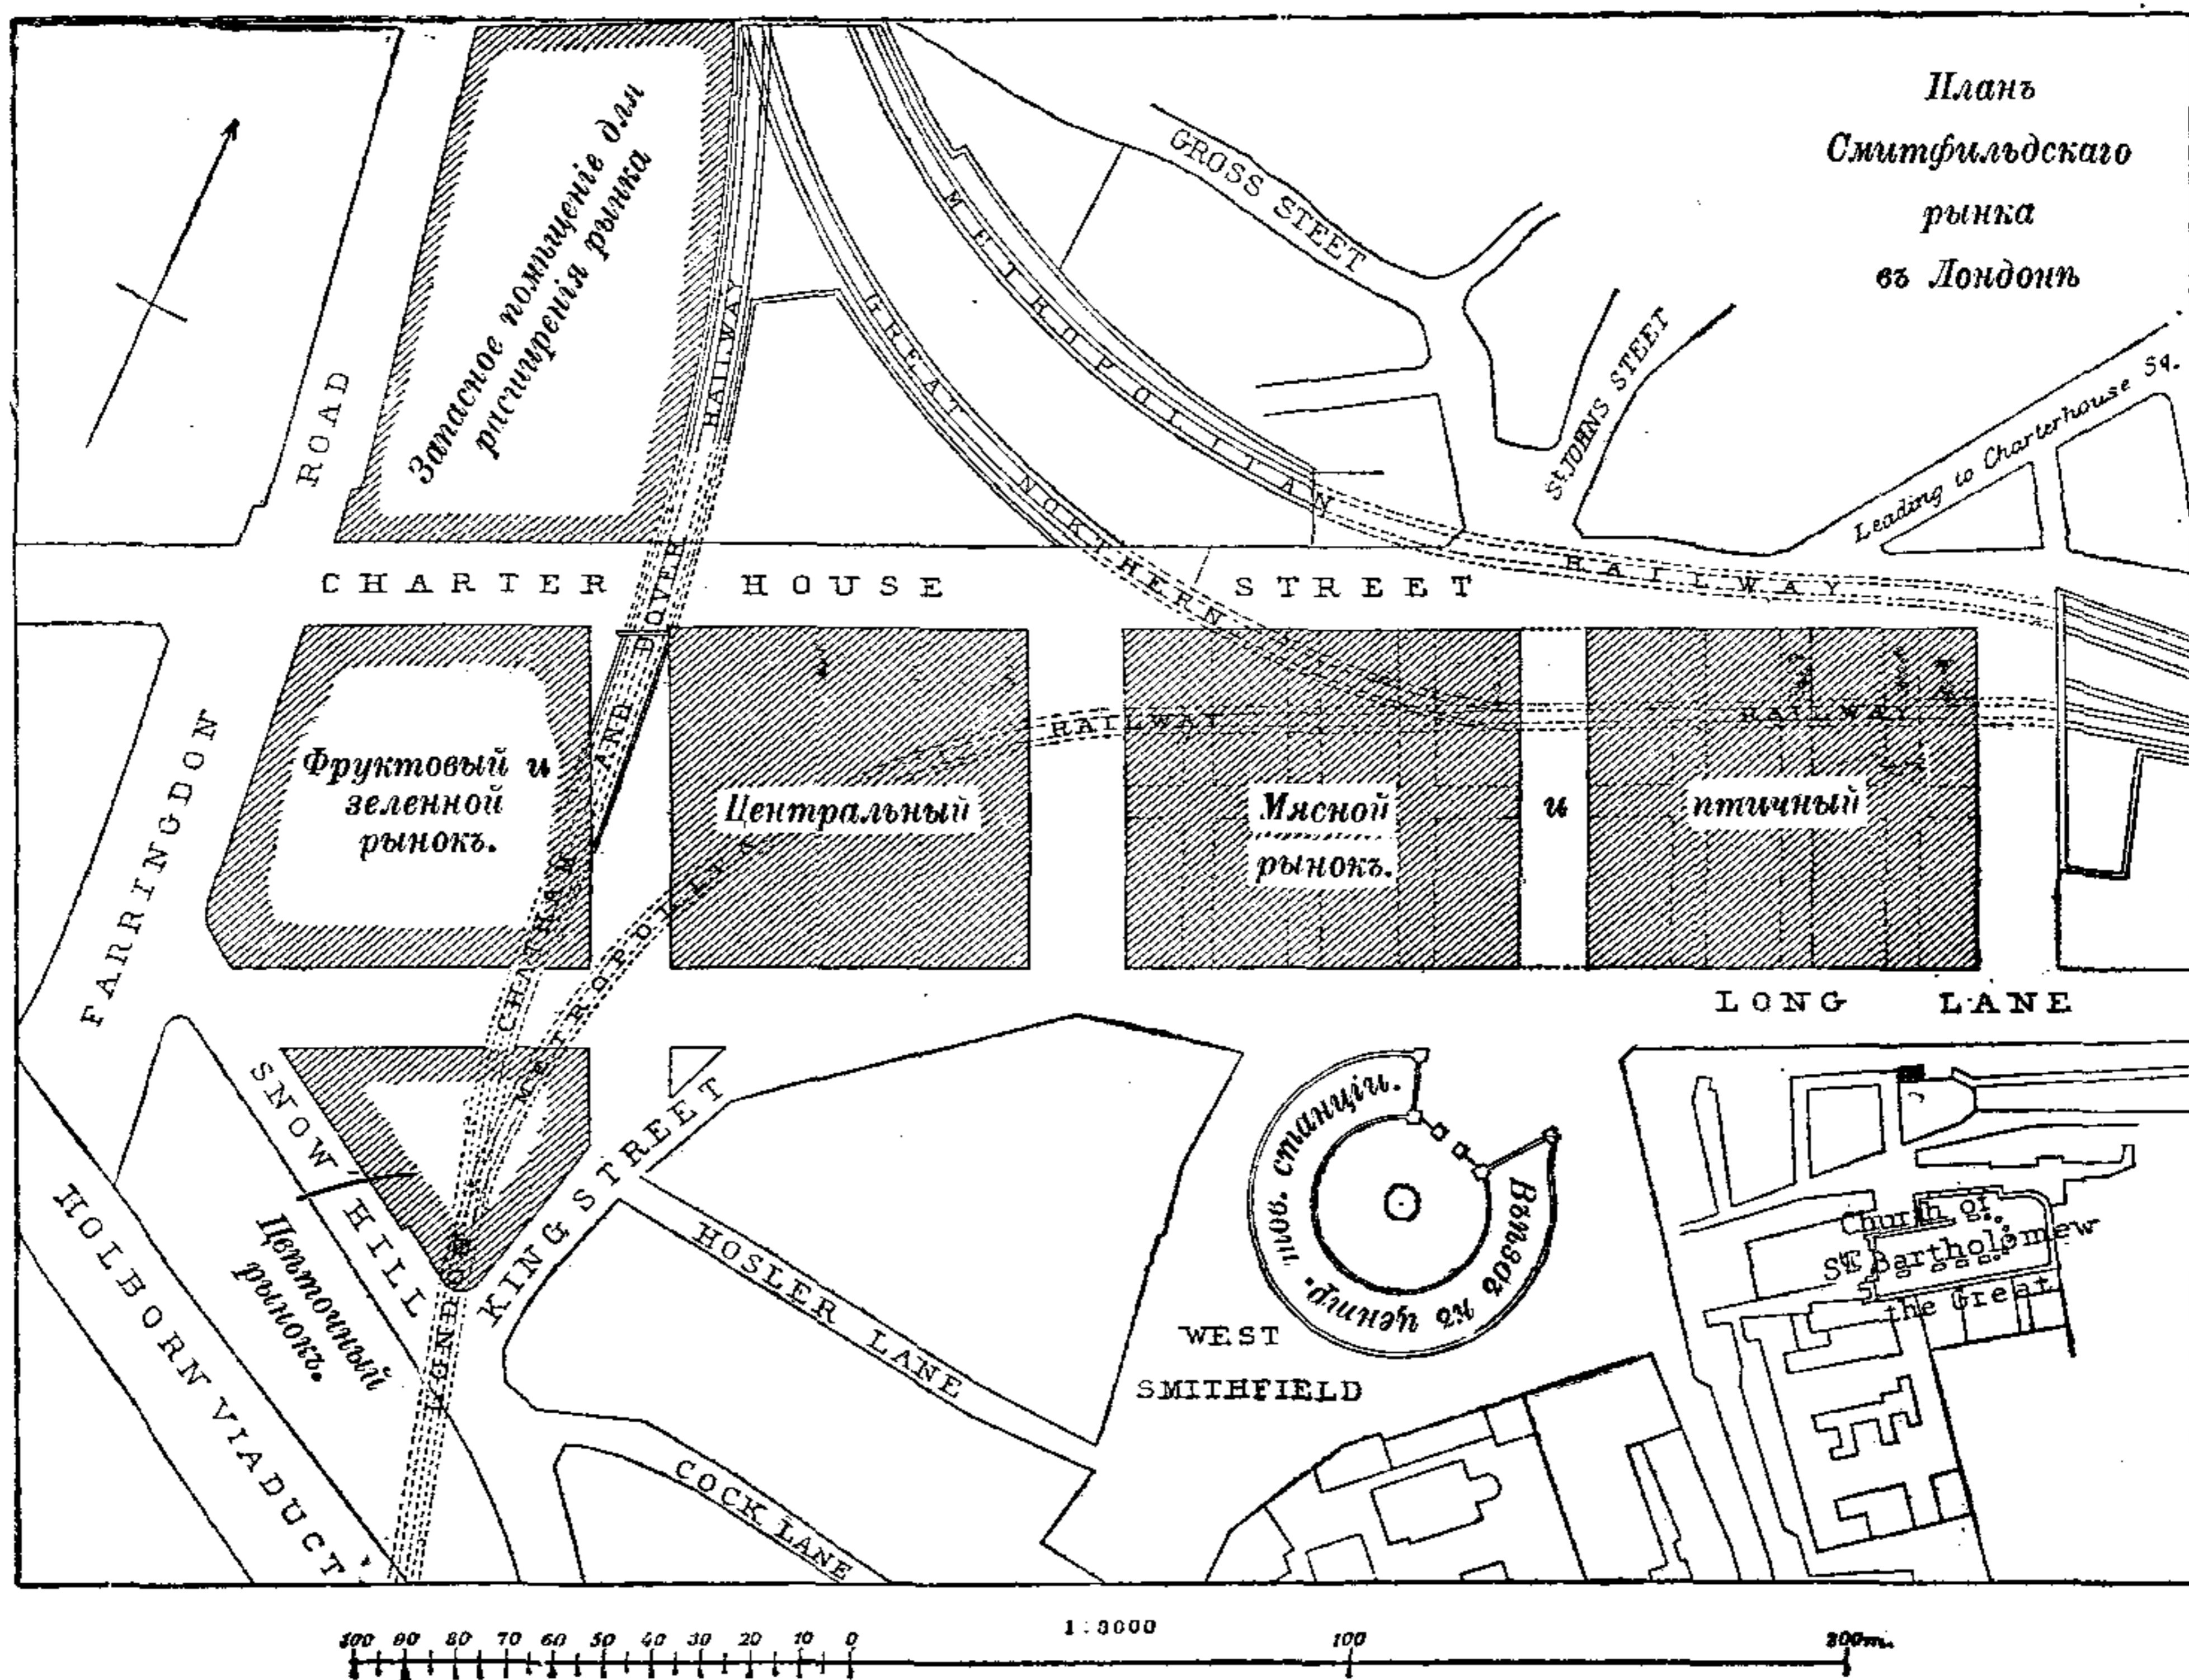 Планъ
Смитфильдскаго
рынка
въ Лондонѣ
Запасное помѣщеніе для
расширенія рынка
GROSS STEET
St. JOHNS STEET
Leading to Charterhouse Sq.
METROPOLITAN RAILWAY
GREAT NORTHERN RAILWAY
FARRINGDON ROAD
CHARTER HOUSE STREET
LOND CHATHAM AND DOVER RAILWAY
METROPOLITAN RAILWAY
Фруктовый и
зеленной
рынокъ.
Центральный
Мясной и птичный
рынокъ.
LONG LANE
SNOW HILL
KING STREET
HOLBORN VIADUCT
Цвѣточный
рынокъ.
HOSLER LANE
COCK LANE
WEST
SMITHFIELD
Въѣздъ къ центр. тов. станціи.
Church of
St Bartholomew
the Great
1:3000
100 90 80 70 60 50 40 30 20 10 0 100 200m.